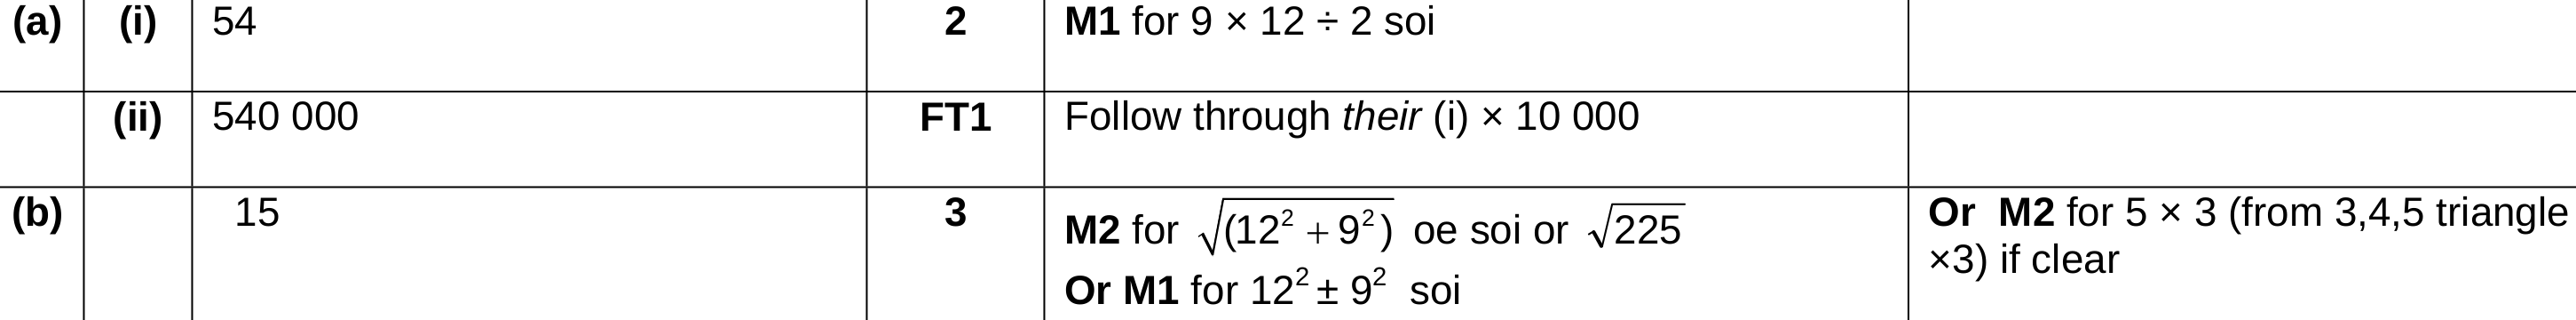 (a) (i) 54 2 M1 for 9 × 12 ÷ 2 soi
(ii) 540 000 FT1 Follow through their (i) × 10 000
(b) 15 3 M2 for √(12² + 9²) oe soi or √225 Or M2 for 5 × 3 (from 3,4,5 triangle
×3) if clear
Or M1 for 12² ± 9² soi